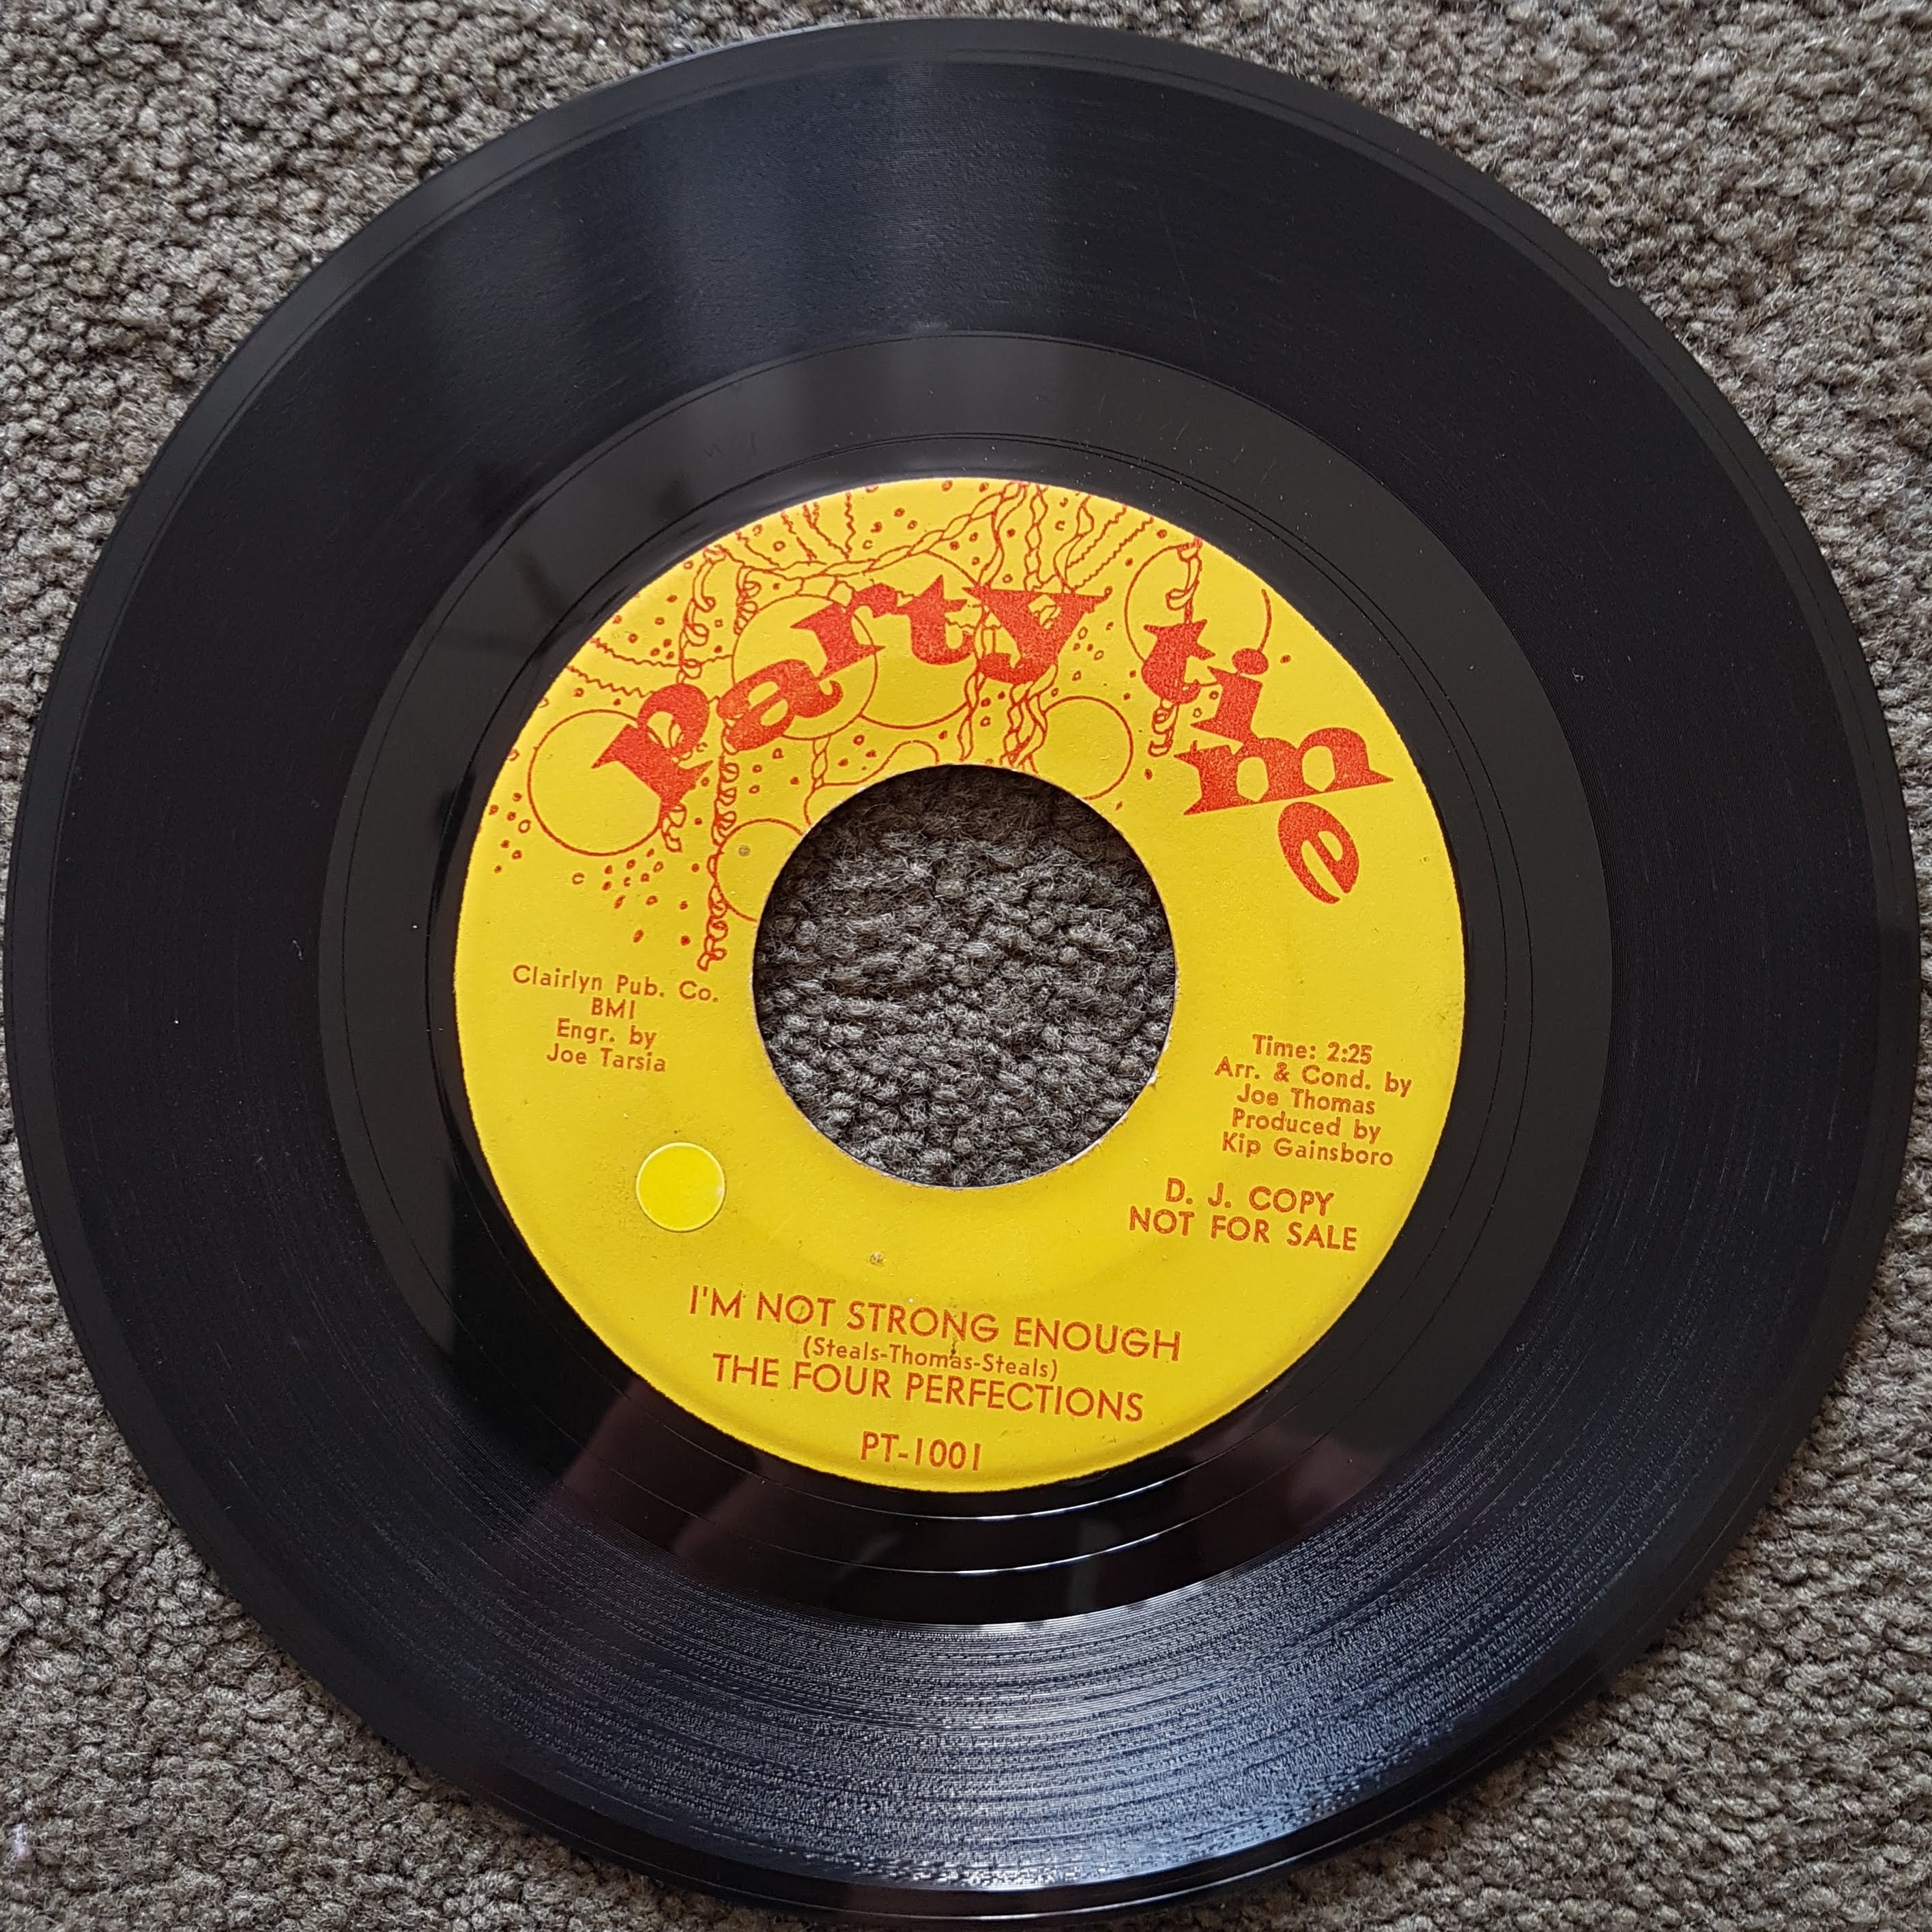 party time
Clairlyn Pub. Co.
BMI
Engr. by
Joe Tarsia
Time: 2:25
Arr. & Cond. by
Joe Thomas
Produced by
Kip Gainsboro
D. J. COPY
NOT FOR SALE
I'M NOT STRONG ENOUGH
(Steals-Thomas-Steals)
THE FOUR PERFECTIONS
PT-1001